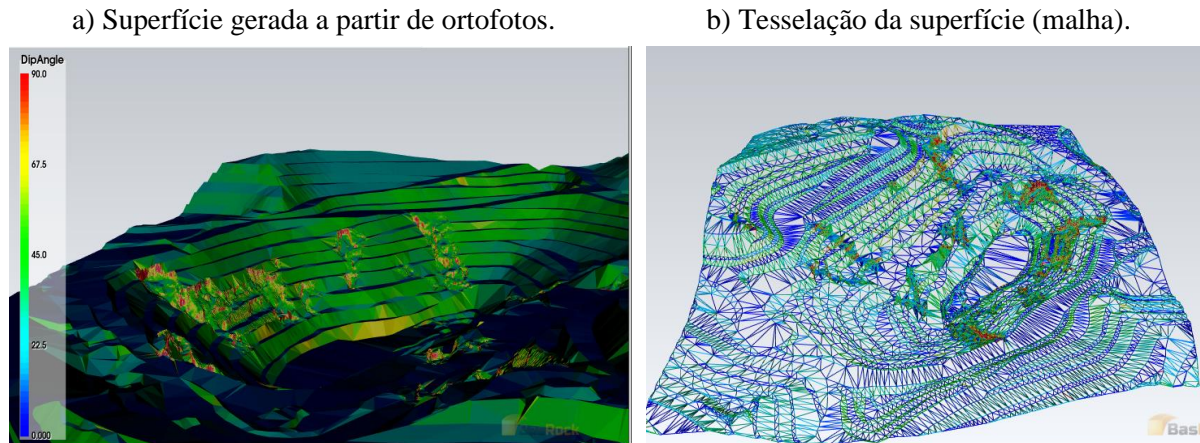 a) Superfície gerada a partir de ortofotos.
b) Tesselação da superfície (malha).
DipAngle
90.0
67.5
45.0
22.5
0.000
Rock
Bas